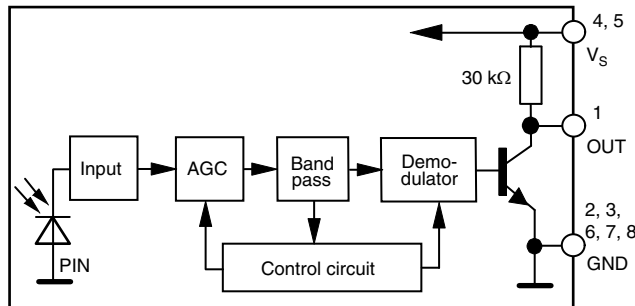 4, 5
V_S
30 kΩ
1
OUT
Input
AGC
Band
pass
Demo-
dulator
2, 3,
6, 7, 8
GND
PIN
Control circuit